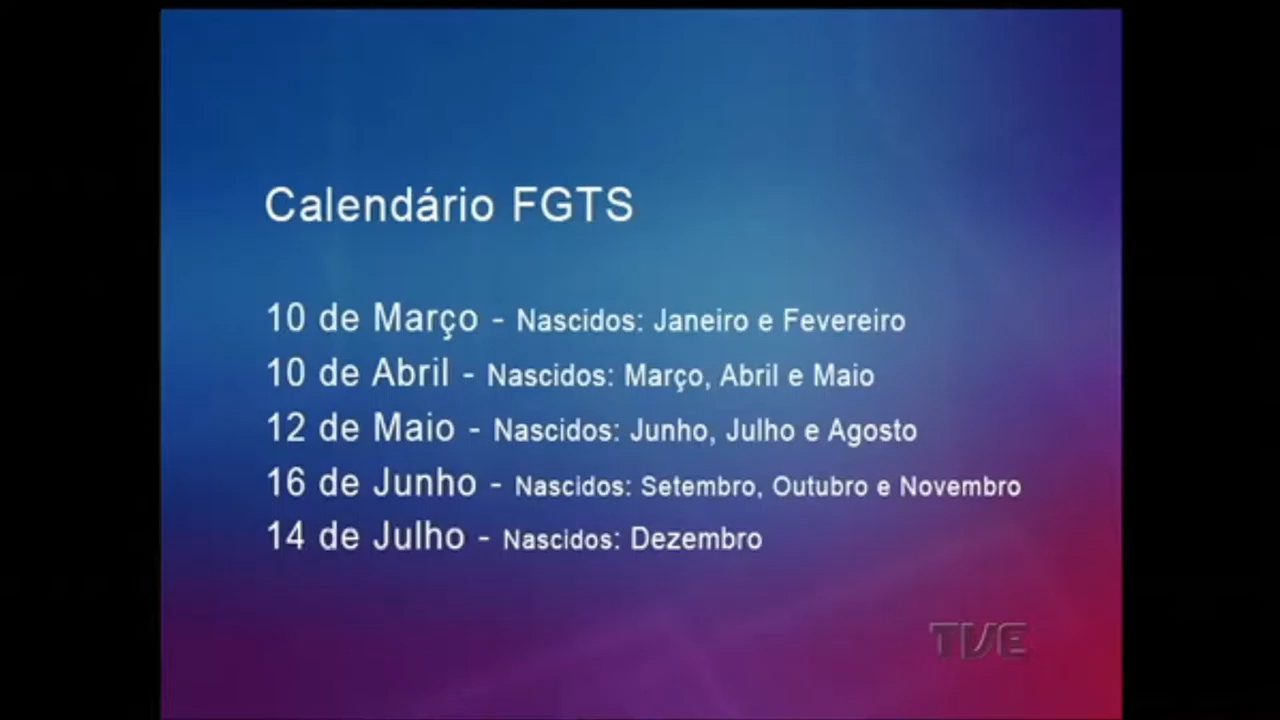 Calendário FGTS
10 de Março - Nascidos: Janeiro e Fevereiro
10 de Abril - Nascidos: Março, Abril e Maio
12 de Maio - Nascidos: Junho, Julho e Agosto
16 de Junho - Nascidos: Setembro, Outubro e Novembro
14 de Julho - Nascidos: Dezembro
TVE